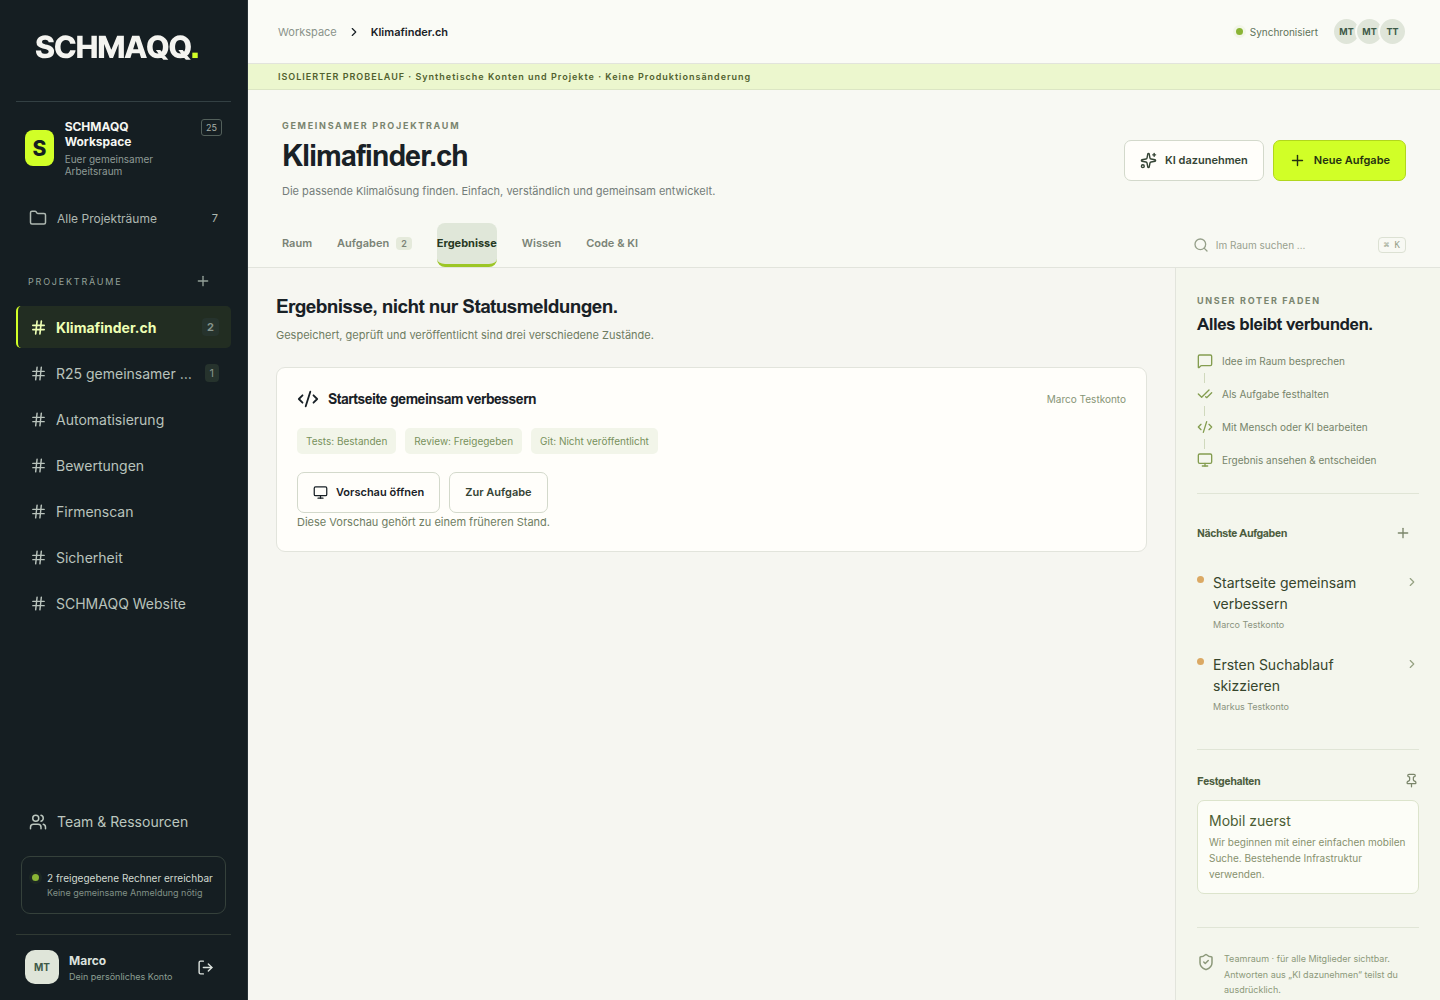 SCHMAQQ.
S
SCHMAQQ
Workspace
25
Euer gemeinsamer
Arbeitsraum
Alle Projekträume
7
PROJEKTRÄUME
Klimafinder.ch
2
R25 gemeinsamer ...
1
Automatisierung
Bewertungen
Firmenscan
Sicherheit
SCHMAQQ Website
Team & Ressourcen
2 freigegebene Rechner erreichbar
Keine gemeinsame Anmeldung nötig
MT
Marco
Dein persönliches Konto
Workspace
Klimafinder.ch
Synchronisiert
MT
MT
TT
ISOLIERTER PROBELAUF · Synthetische Konten und Projekte · Keine Produktionsänderung
GEMEINSAMER PROJEKTRAUM
Klimafinder.ch
Die passende Klimalösung finden. Einfach, verständlich und gemeinsam entwickelt.
KI dazunehmen
Neue Aufgabe
Raum
Aufgaben 2
Ergebnisse
Wissen
Code & KI
Im Raum suchen ...
⌘ K
Ergebnisse, nicht nur Statusmeldungen.
Gespeichert, geprüft und veröffentlicht sind drei verschiedene Zustände.
Startseite gemeinsam verbessern
Marco Testkonto
Tests: Bestanden
Review: Freigegeben
Git: Nicht veröffentlicht
Vorschau öffnen
Zur Aufgabe
Diese Vorschau gehört zu einem früheren Stand.
UNSER ROTER FADEN
Alles bleibt verbunden.
Idee im Raum besprechen
Als Aufgabe festhalten
Mit Mensch oder KI bearbeiten
Ergebnis ansehen & entscheiden
Nächste Aufgaben
Startseite gemeinsam
verbessern
Marco Testkonto
Ersten Suchablauf
skizzieren
Markus Testkonto
Festgehalten
Mobil zuerst
Wir beginnen mit einer einfachen mobilen
Suche. Bestehende Infrastruktur
verwenden.
Teamraum · für alle Mitglieder sichtbar.
Antworten aus „KI dazunehmen“ teilst du
ausdrücklich.